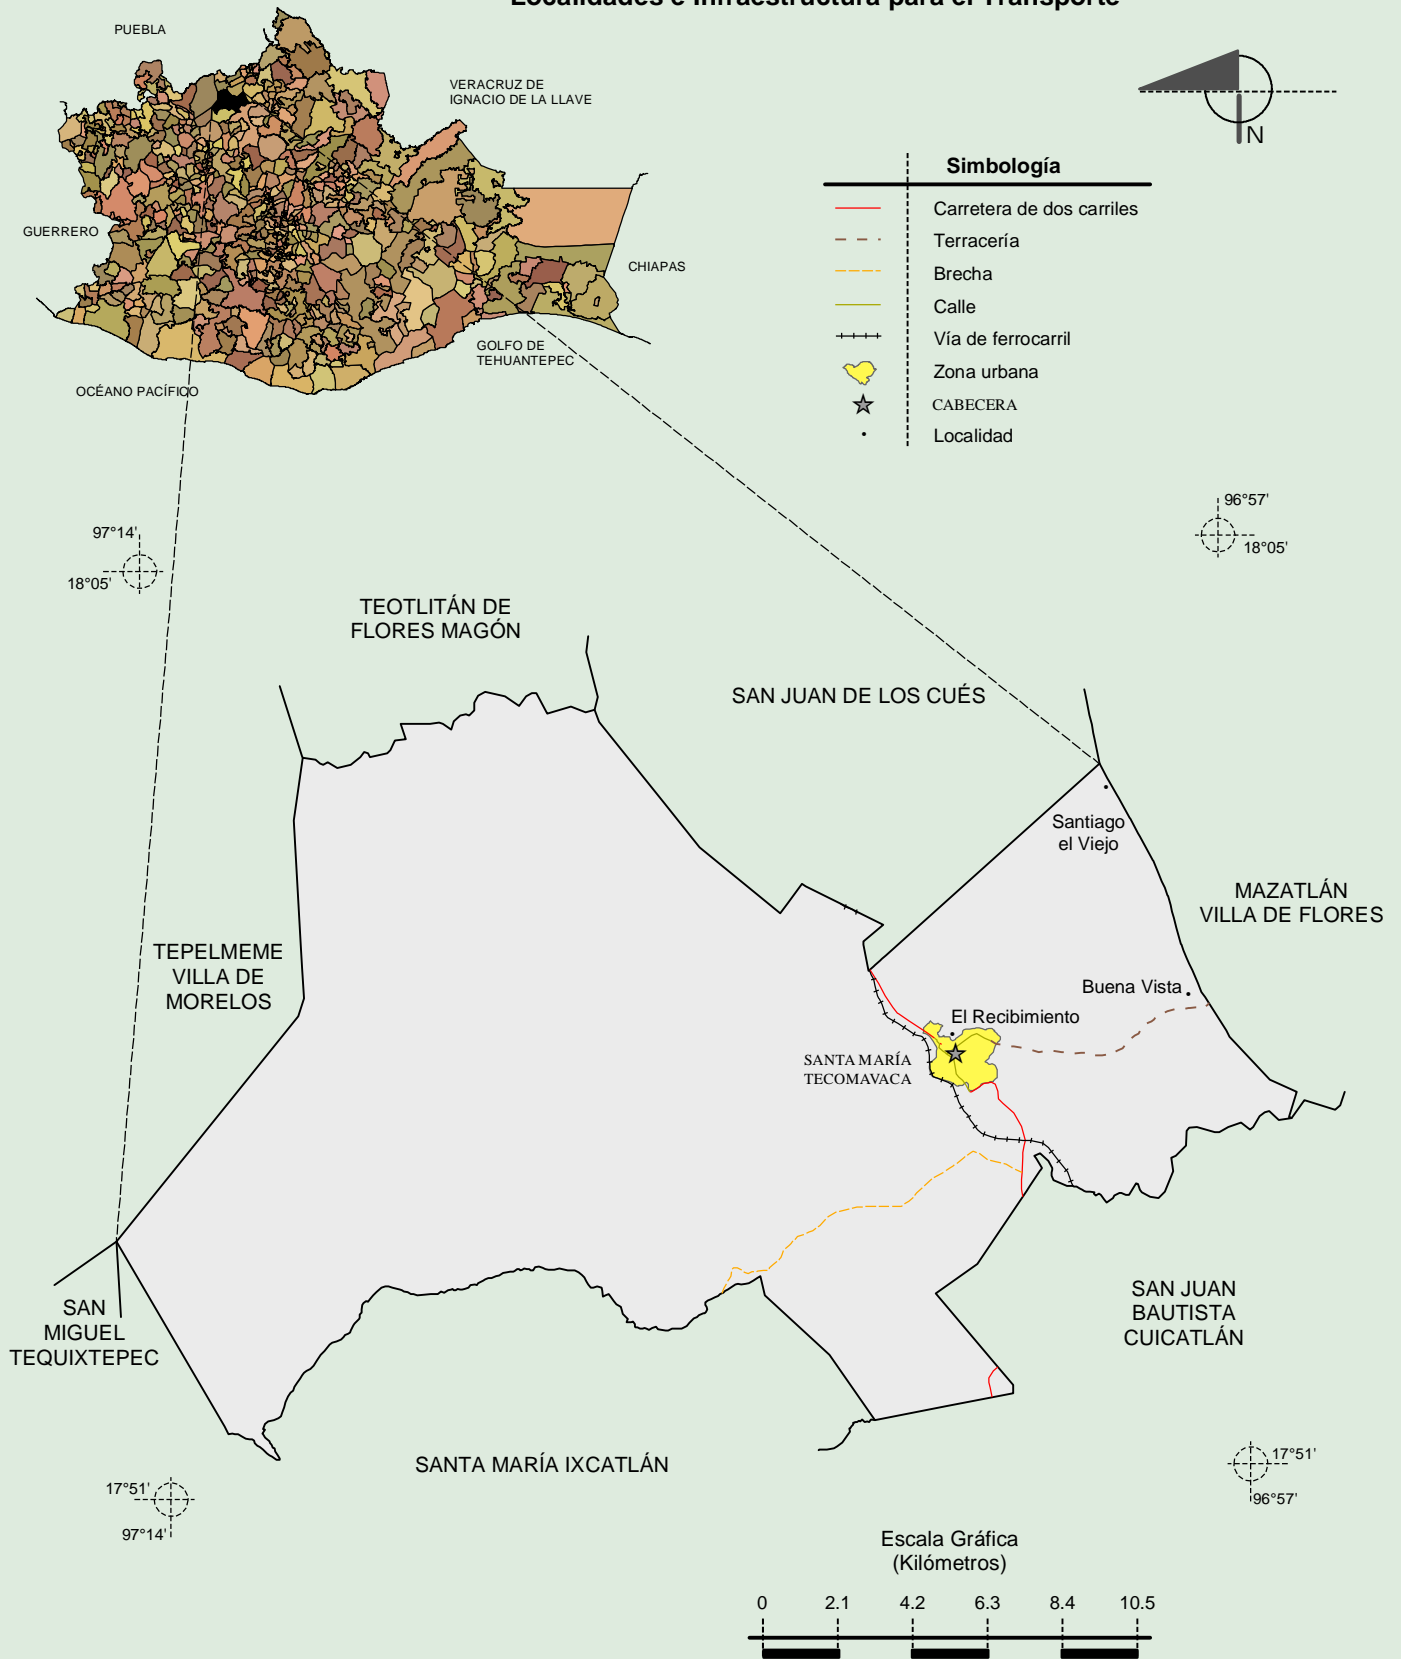 Localidades e Infraestructura para el Transporte
PUEBLA
VERACRUZ DE
IGNACIO DE LA LLAVE
GUERRERO
CHIAPAS
GOLFO DE
TEHUANTEPEC
OCÉANO PACÍFICO
N
Simbología
Carretera de dos carriles
Terracería
Brecha
Calle
Vía de ferrocarril
Zona urbana
CABECERA
Localidad
97°14'
18°05'
96°57'
18°05'
TEOTLITÁN DE
FLORES MAGÓN
SAN JUAN DE LOS CUÉS
Santiago
el Viejo
MAZATLÁN
VILLA DE FLORES
TEPELMEME
VILLA DE
MORELOS
Buena Vista
El Recibimiento
SANTA MARÍA
TECOMAVACA
SAN
MIGUEL
TEQUIXTEPEC
SAN JUAN
BAUTISTA
CUICATLÁN
SANTA MARÍA IXCATLÁN
17°51'
97°14'
17°51'
96°57'
Escala Gráfica
(Kilómetros)
0 2.1 4.2 6.3 8.4 10.5